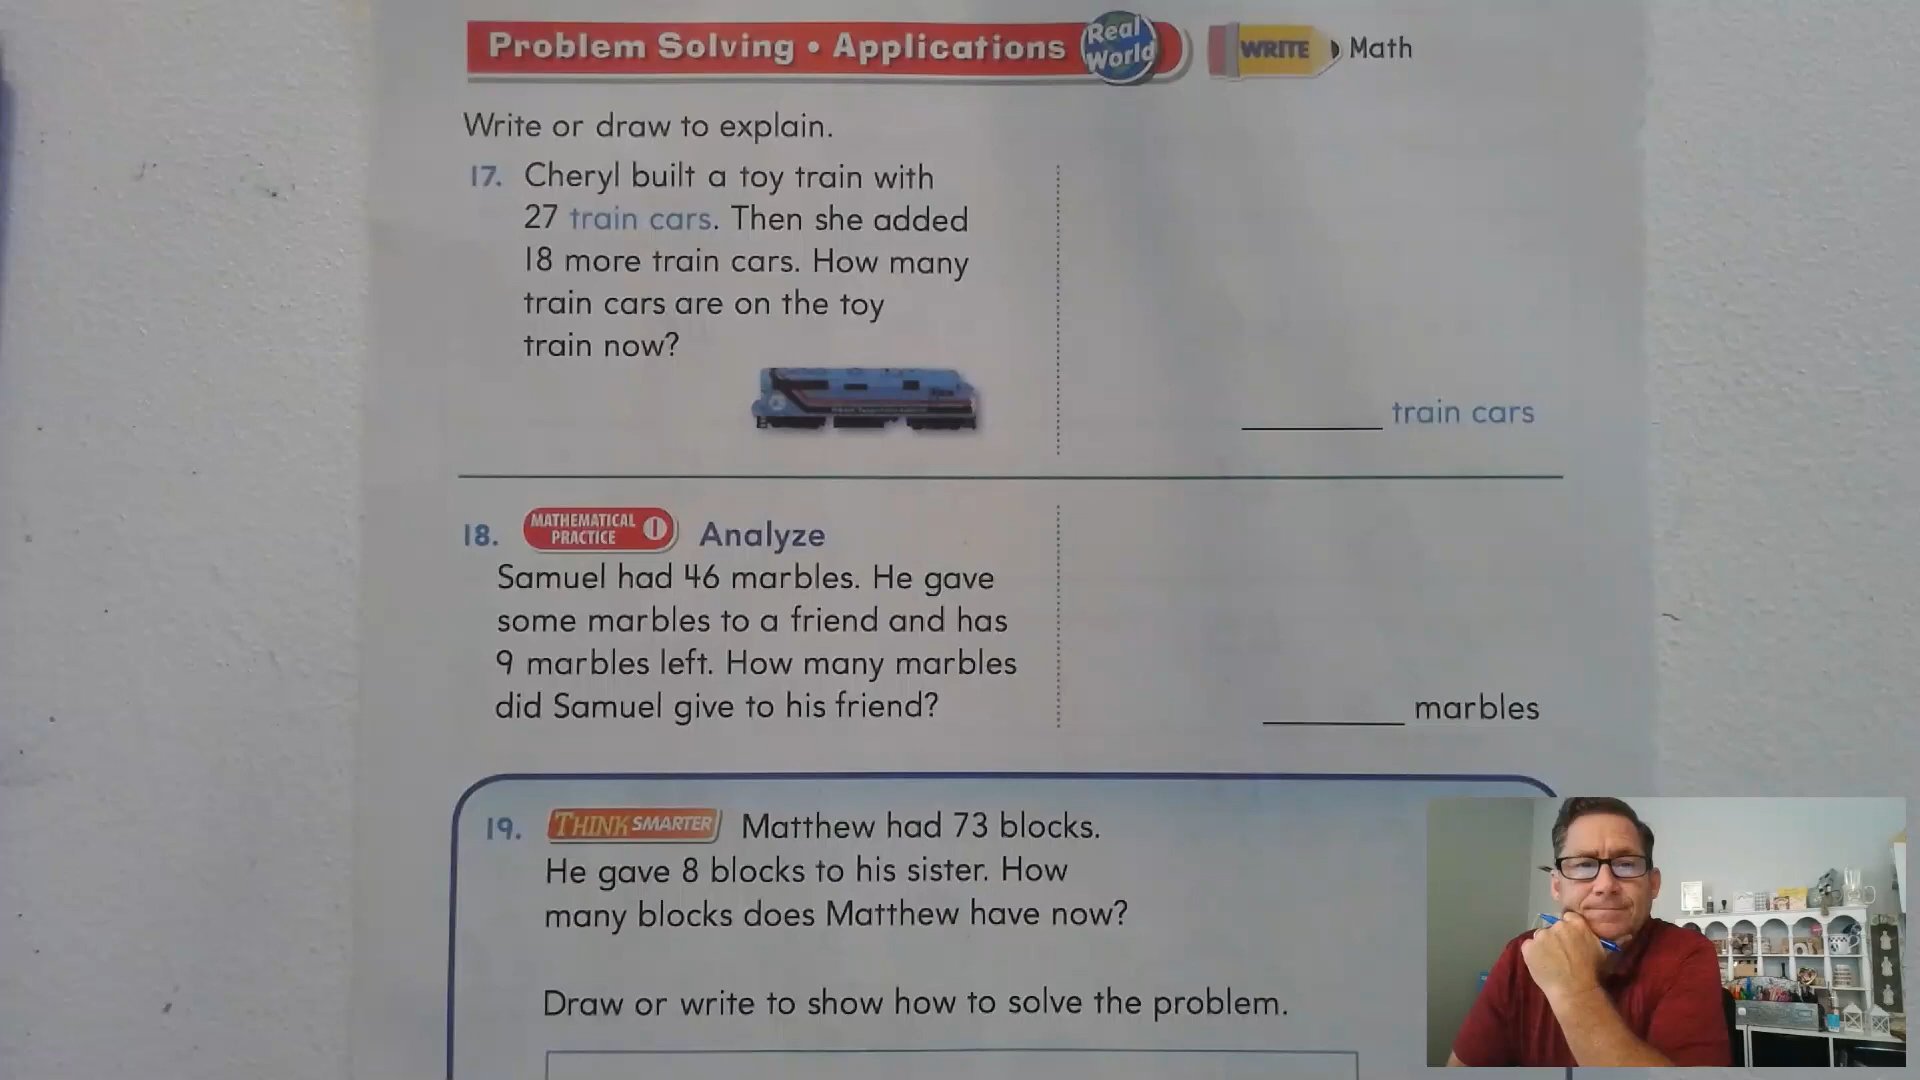 Problem Solving • Applications Real World WRITE Math
Write or draw to explain.
17. Cheryl built a toy train with
27 train cars. Then she added
18 more train cars. How many
train cars are on the toy
train now?
train cars
18. MATHEMATICAL PRACTICE 1 Analyze
Samuel had 46 marbles. He gave
some marbles to a friend and has
9 marbles left. How many marbles
did Samuel give to his friend?
marbles
19. THINK SMARTER Matthew had 73 blocks.
He gave 8 blocks to his sister. How
many blocks does Matthew have now?
Draw or write to show how to solve the problem.